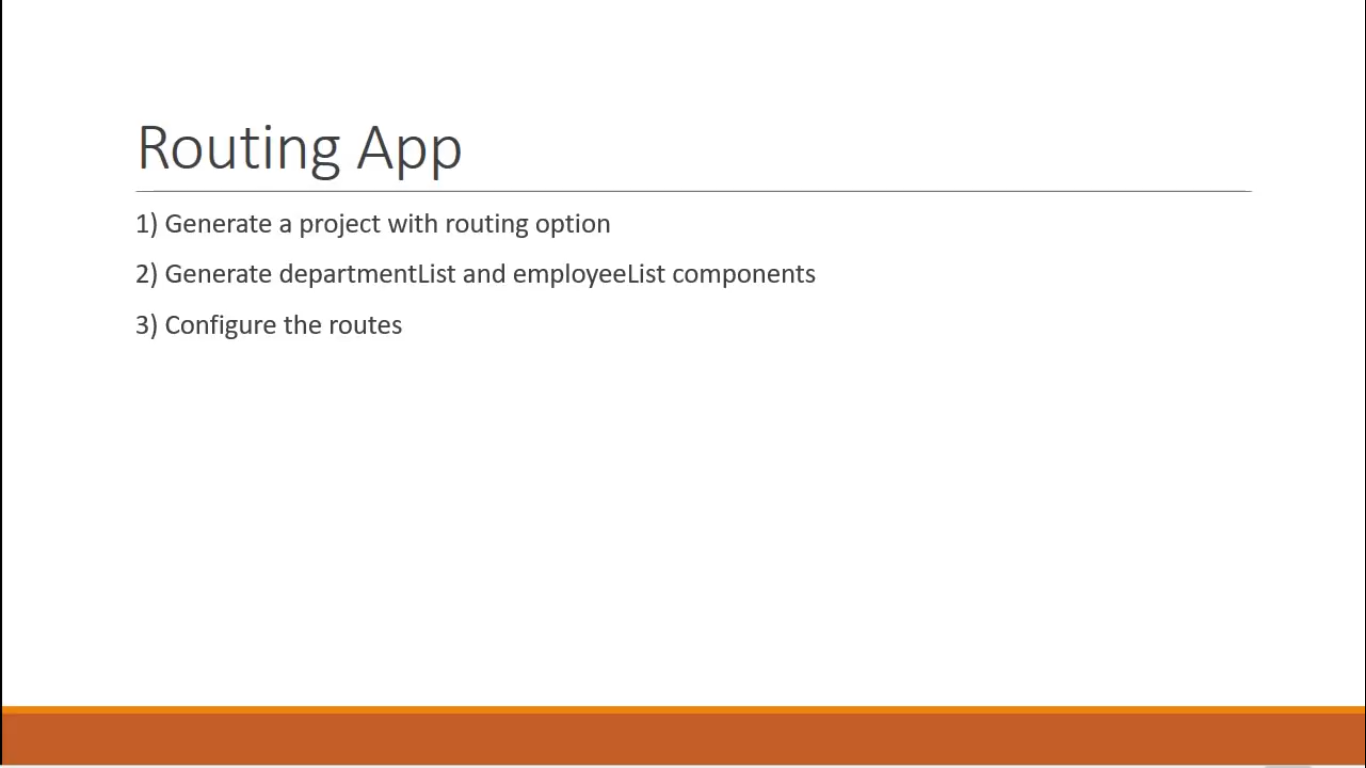 Routing App
1) Generate a project with routing option
2) Generate departmentList and employeeList components
3) Configure the routes